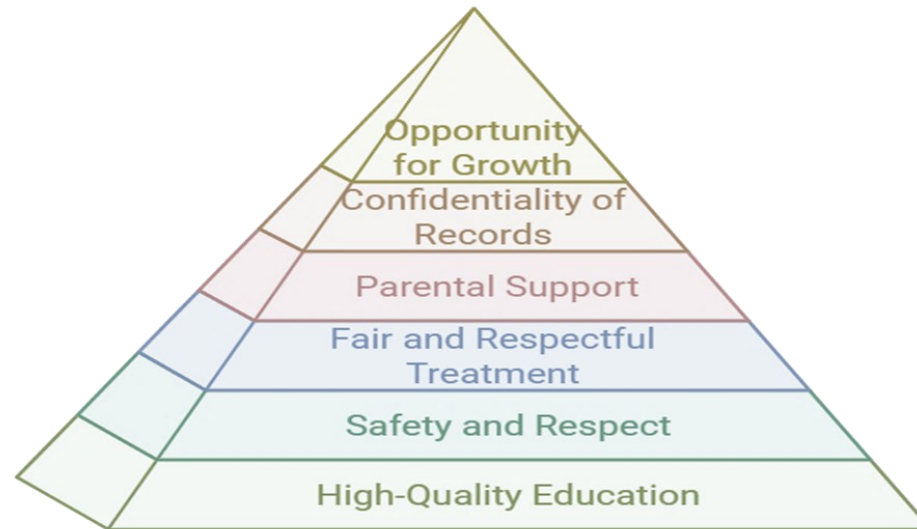 Opportunity
for Growth
Confidentiality of
Records
Parental Support
Fair and Respectful
Treatment
Safety and Respect
High-Quality Education